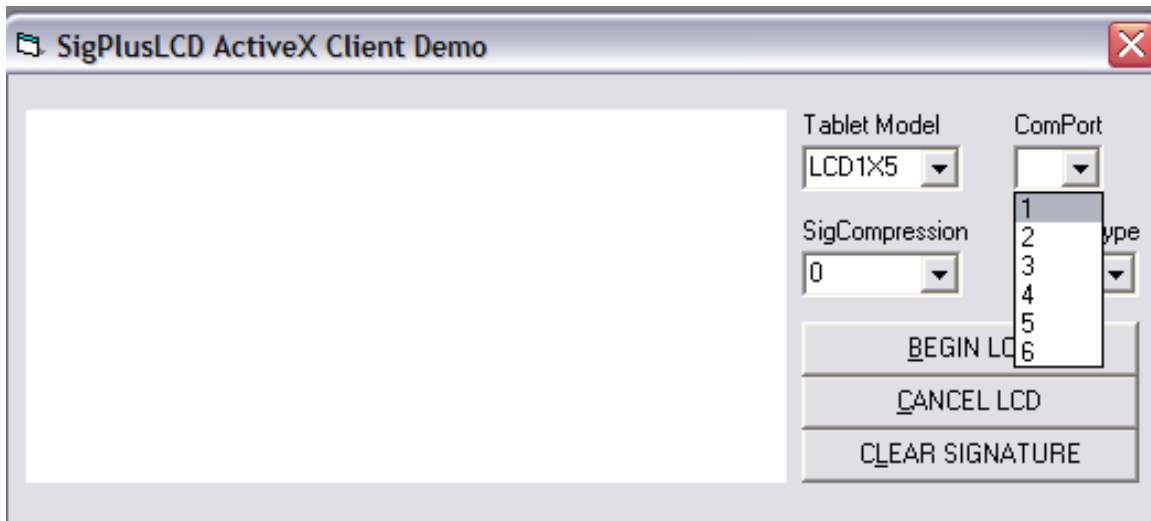 SigPlusLCD ActiveX Client Demo
Tablet Model ComPort
LCD1X5
1
SigCompression 2 ype
0 3
4
5
BEGIN LC 6
CANCEL LCD
CLEAR SIGNATURE